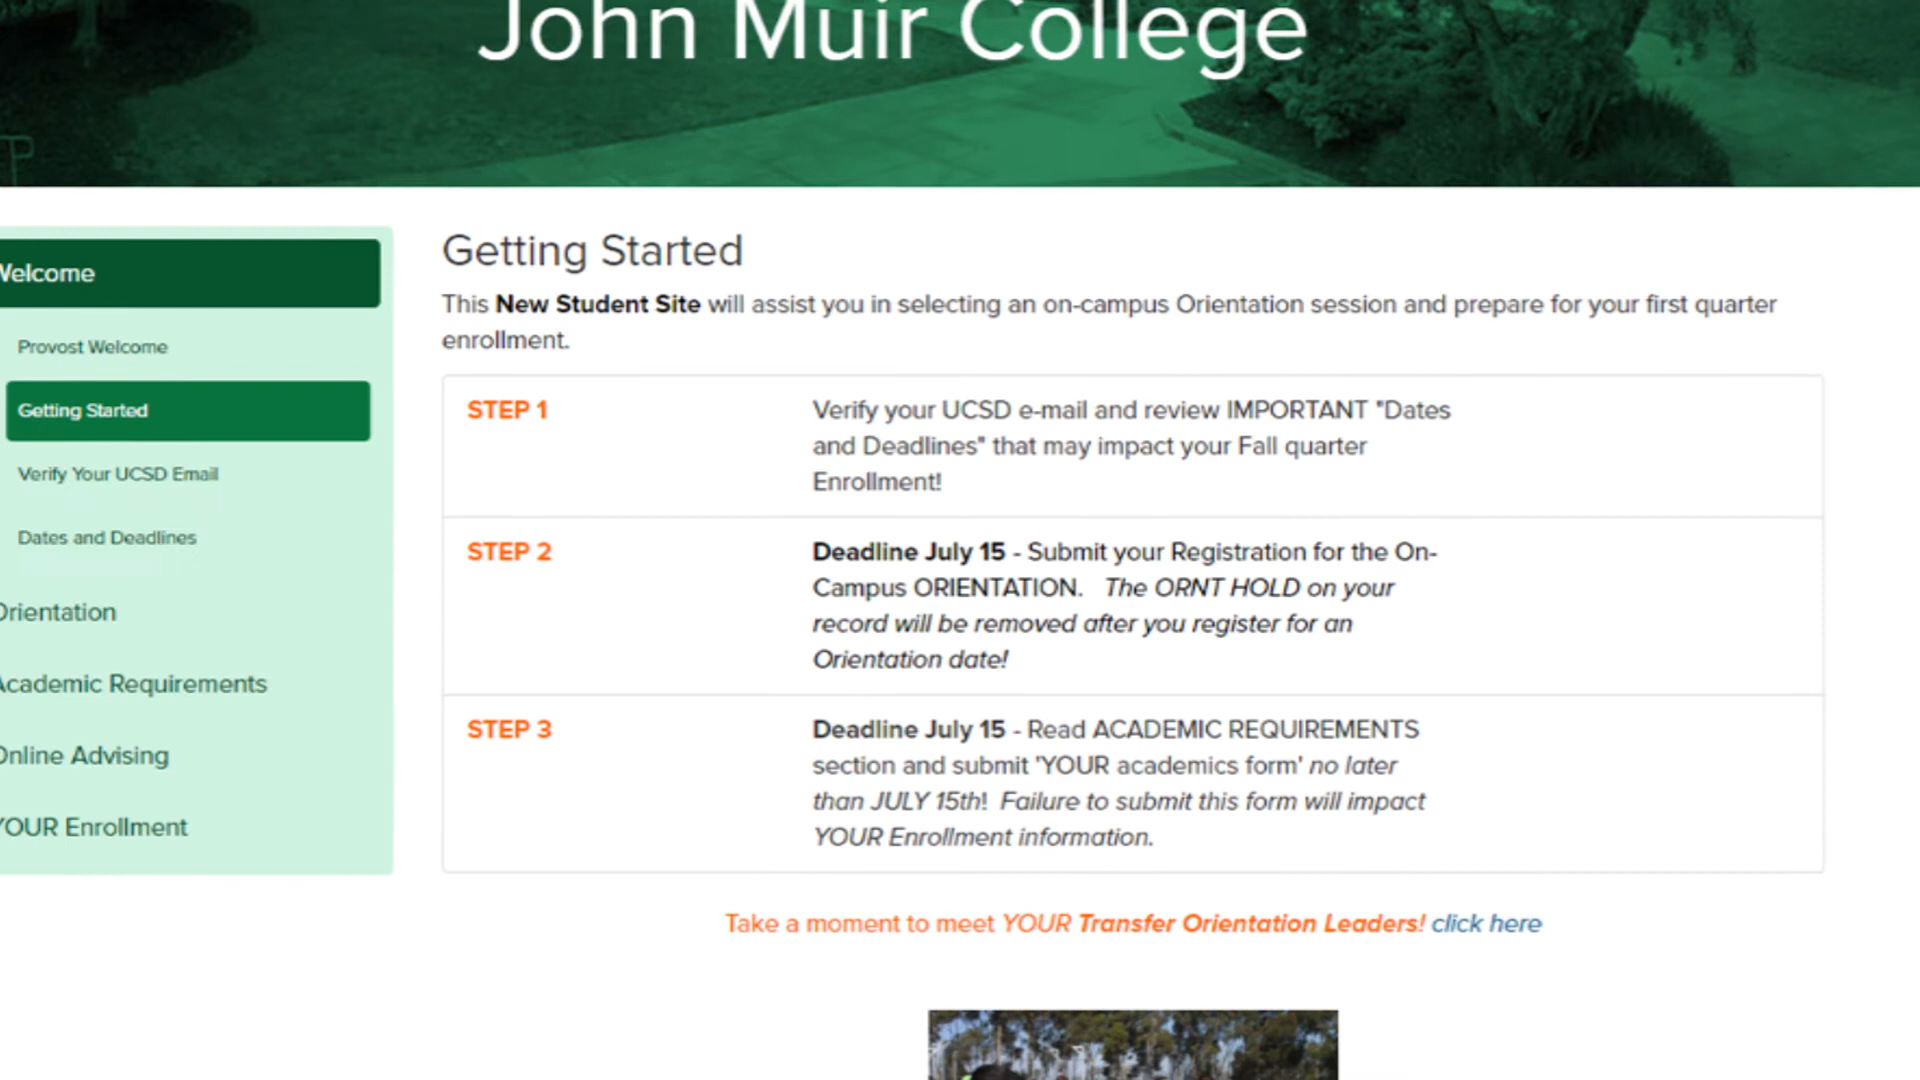 John Muir College
Welcome
Provost Welcome
Getting Started
Verify Your UCSD Email
Dates and Deadlines
Orientation
Academic Requirements
Online Advising
YOUR Enrollment
Getting Started
This New Student Site will assist you in selecting an on-campus Orientation session and prepare for your first quarter
enrollment.
STEP 1
Verify your UCSD e-mail and review IMPORTANT "Dates
and Deadlines" that may impact your Fall quarter
Enrollment!
STEP 2
Deadline July 15 - Submit your Registration for the On-
Campus ORIENTATION. The ORNT HOLD on your
record will be removed after you register for an
Orientation date!
STEP 3
Deadline July 15 - Read ACADEMIC REQUIREMENTS
section and submit 'YOUR academics form' no later
than JULY 15th! Failure to submit this form will impact
YOUR Enrollment information.
Take a moment to meet YOUR Transfer Orientation Leaders! click here